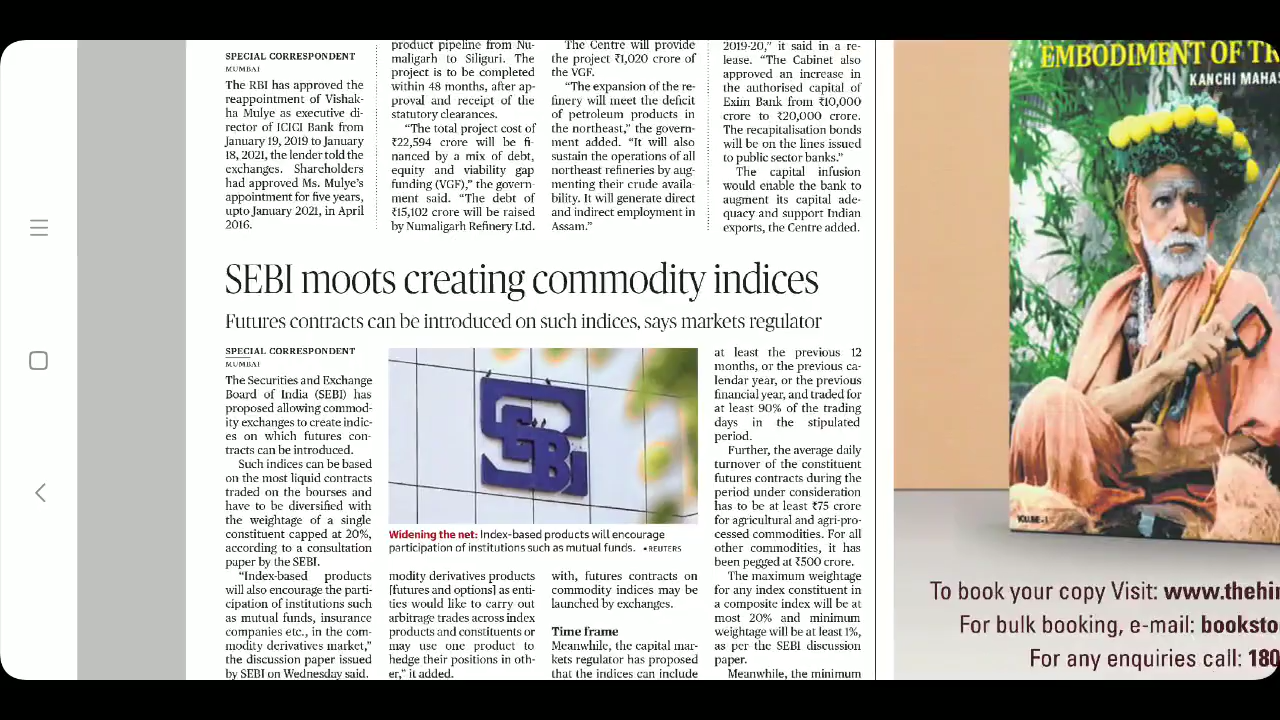 SPECIAL CORRESPONDENT
MUMBAI
The RBI has approved the
reappointment of Vishak-
ha Mulye as executive di-
rector of ICICI Bank from
January 19, 2019 to January
18, 2021, the lender told the
exchanges. Shareholders
had approved Ms. Mulye's
appointment for five years,
upto January 2021, in April
2016.
product pipeline from Nu-
maligarh to Siliguri. The
project is to be completed
within 48 months, after ap-
proval and receipt of the
statutory clearances.
"The total project cost of
₹22,594 crore will be fi-
nanced by a mix of debt,
equity and viability gap
funding (VGF)," the govern-
ment said. "The debt of
₹15,102 crore will be raised
by Numaligarh Refinery Ltd.
The Centre will provide
the project ₹1,020 crore of
the VGF.
"The expansion of the re-
finery will meet the deficit
of petroleum products in
the northeast," the govern-
ment added. "It will also
sustain the operations of all
northeast refineries by aug-
menting their crude availa-
bility. It will generate direct
and indirect employment in
Assam."
2019-20," it said in a re-
lease. "The Cabinet also
approved an increase in
the authorised capital of
Exim Bank from ₹10,000
crore to ₹20,000 crore.
The recapitalisation bonds
will be on the lines issued
to public sector banks."
The capital infusion
would enable the bank to
augment its capital ade-
quacy and support Indian
exports, the Centre added.
SEBI moots creating commodity indices
Futures contracts can be introduced on such indices, says markets regulator
SPECIAL CORRESPONDENT
MUMBAI
The Securities and Exchange
Board of India (SEBI) has
proposed allowing commod-
ity exchanges to create indic-
es on which futures con-
tracts can be introduced.
Such indices can be based
on the most liquid contracts
traded on the bourses and
have to be diversified with
the weightage of a single
constituent capped at 20%,
according to a consultation
paper by the SEBI.
"Index-based products
will also encourage the parti-
cipation of institutions such
as mutual funds, insurance
companies etc., in the com-
modity derivatives market,"
the discussion paper issued
by SEBI on Wednesday said.
SEBI
Widening the net: Index-based products will encourage
participation of institutions such as mutual funds. •REUTERS
modity derivatives products
[futures and options] as enti-
ties would like to carry out
arbitrage trades across index
products and constituents or
may use one product to
hedge their positions in oth-
er," it added.
with, futures contracts on
commodity indices may be
launched by exchanges.
Time frame
Meanwhile, the capital mar-
kets regulator has proposed
that the indices can include
at least the previous 12
months, or the previous ca-
lendar year, or the previous
financial year, and traded for
at least 90% of the trading
days in the stipulated
period.
Further, the average daily
turnover of the constituent
futures contracts during the
period under consideration
has to be at least ₹75 crore
for agricultural and agri-pro-
cessed commodities. For all
other commodities, it has
been pegged at ₹500 crore.
The maximum weightage
for any index constituent in
a composite index will be at
most 20% and minimum
weightage will be at least 1%,
as per the SEBI discussion
paper.
Meanwhile, the minimum
EMBODIMENT OF TR
KANCHI MAHAS
VOLUME - I
To book your copy Visit: www.thehin
For bulk booking, e-mail: booksto
For any enquiries call: 180